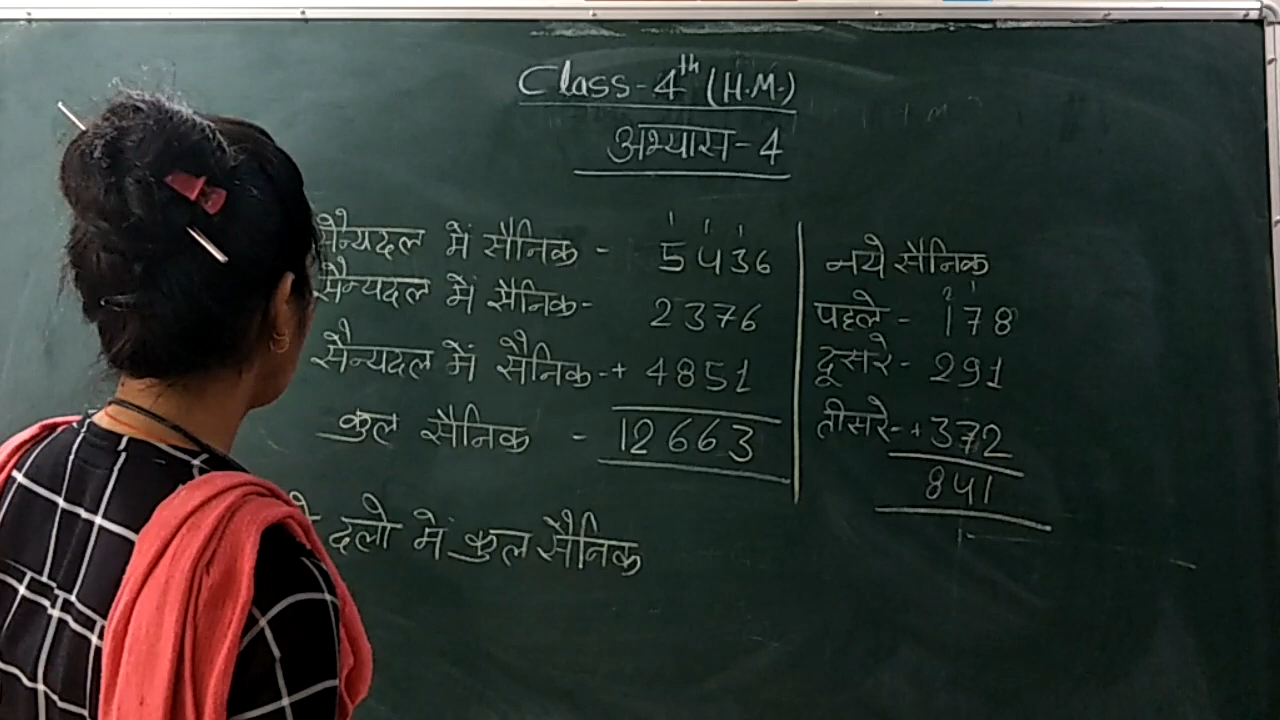 Class-4th (H.M.)
अभ्यास-4
सैन्यदल में सैनिक - 5436
सैन्यदल में सैनिक- 2376
सैन्यदल में सैनिक-+ 4851
कुल सैनिक - 12663
दलो में कुल सैनिक
नये सैनिक
पहले - 178
दूसरे - 291
तीसरे- + 372
841